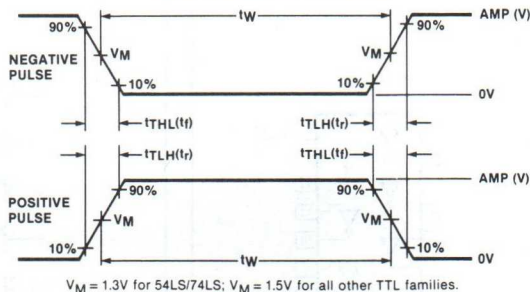 tW
90% 90% AMP (V)
NEGATIVE
PULSE
VM VM
10% 10%
0V
tTHL(tf) tTLH(tr)
tTLH(tr) tTHL(tf)
90% 90% AMP (V)
POSITIVE
PULSE
VM VM
10% tW 10%
0V
VM = 1.3V for 54LS/74LS; VM = 1.5V for all other TTL families.